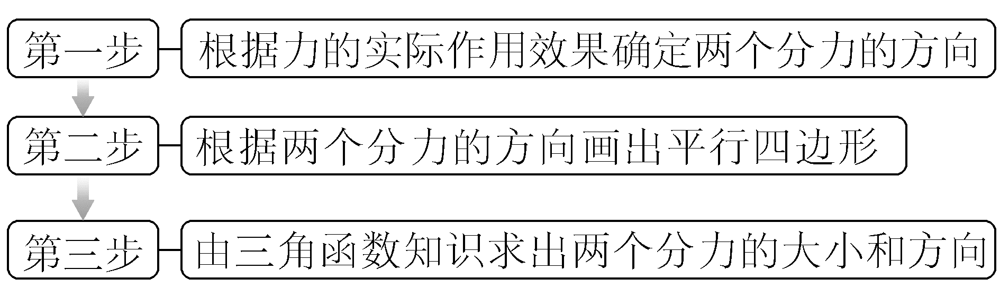 第一步 根据力的实际作用效果确定两个分力的方向
第二步 根据两个分力的方向画出平行四边形
第三步 由三角函数知识求出两个分力的大小和方向